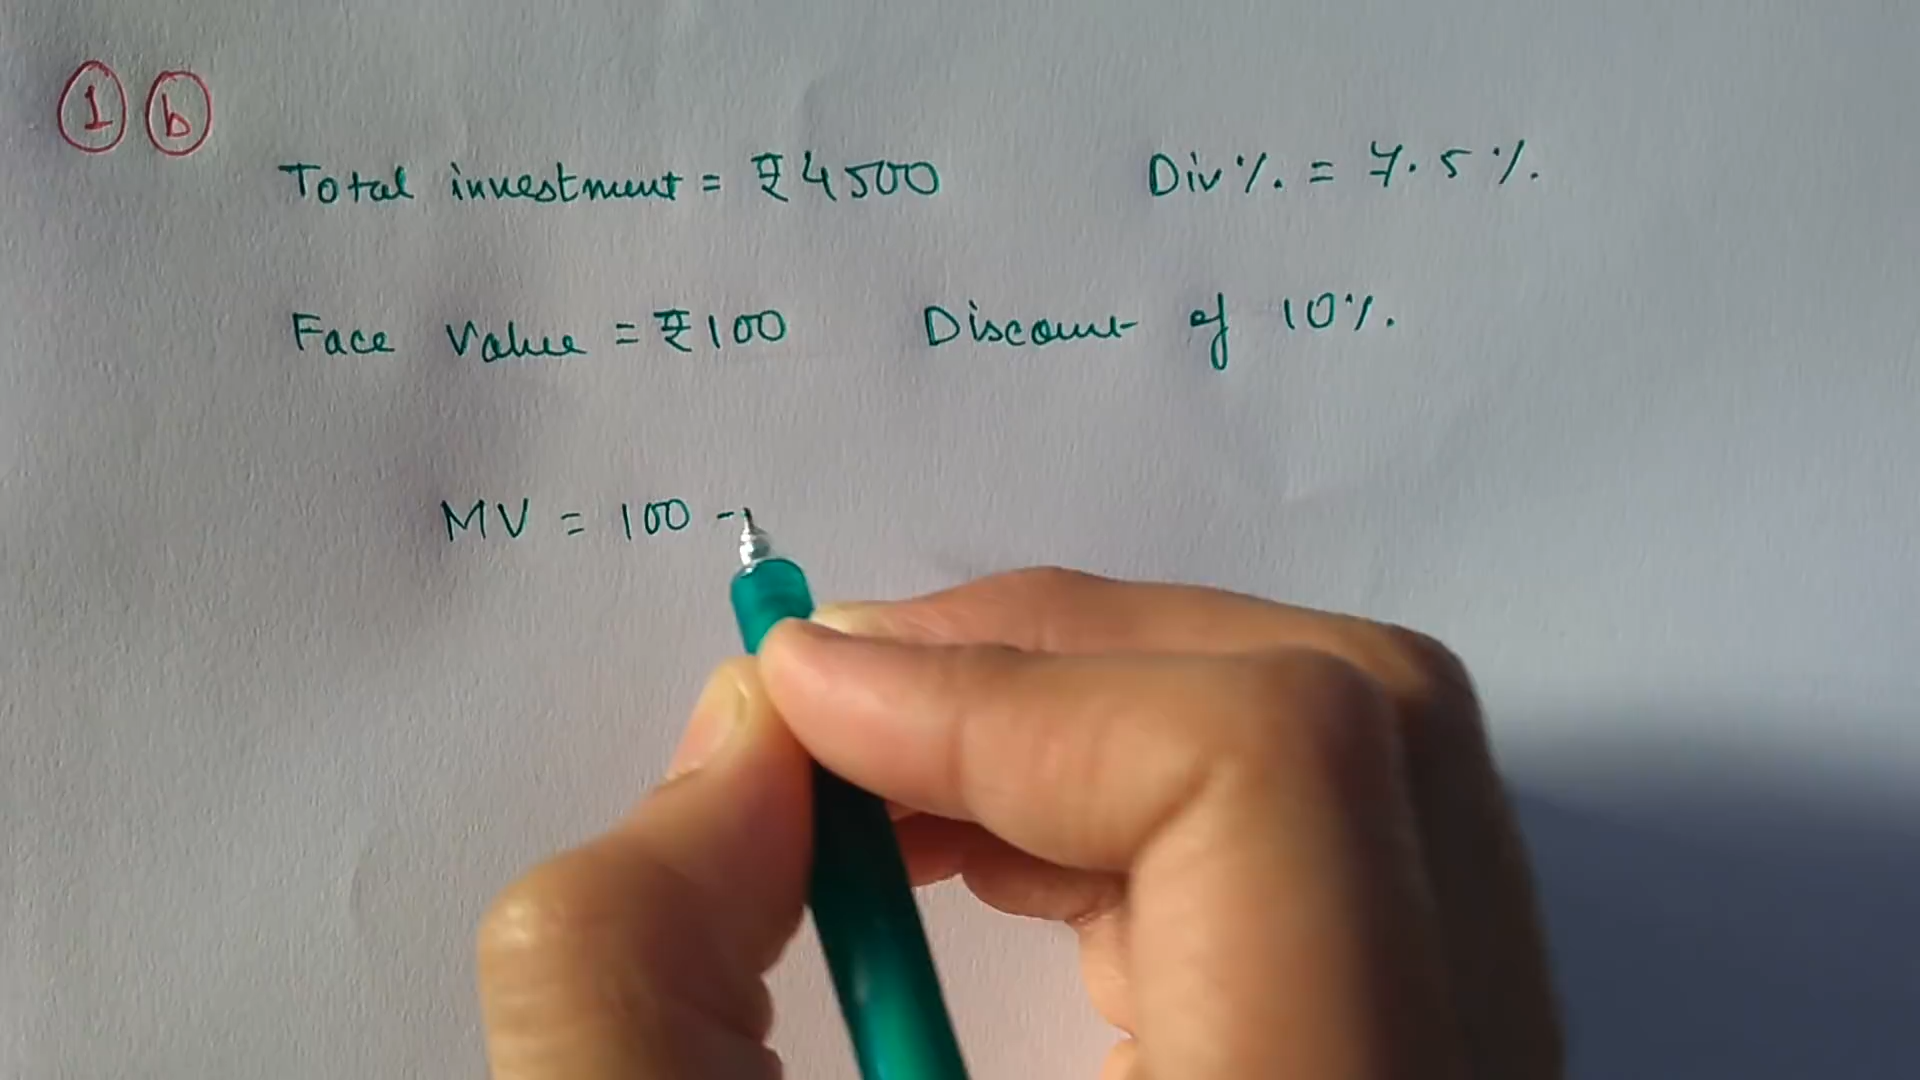 1 b
Total investment = ₹4500 Div%. = 7.5%.
Face Value = ₹100 Discount of 10%.
MV = 100 -